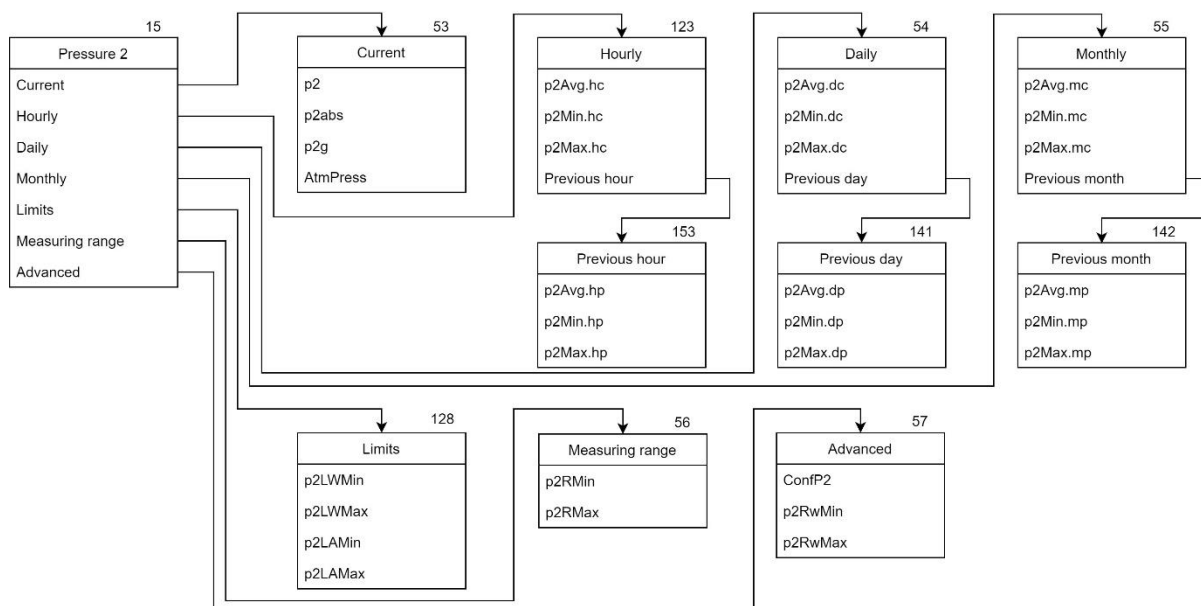 15
Pressure 2
Current
Hourly
Daily
Monthly
Limits
Measuring range
Advanced
53
Current
p2
p2abs
p2g
AtmPress
123
Hourly
p2Avg.hc
p2Min.hc
p2Max.hc
Previous hour
54
Daily
p2Avg.dc
p2Min.dc
p2Max.dc
Previous day
55
Monthly
p2Avg.mc
p2Min.mc
p2Max.mc
Previous month
153
Previous hour
p2Avg.hp
p2Min.hp
p2Max.hp
141
Previous day
p2Avg.dp
p2Min.dp
p2Max.dp
142
Previous month
p2Avg.mp
p2Min.mp
p2Max.mp
128
Limits
p2LWMin
p2LWMax
p2LAMin
p2LAMax
56
Measuring range
p2RMin
p2RMax
57
Advanced
ConfP2
p2RwMin
p2RwMax